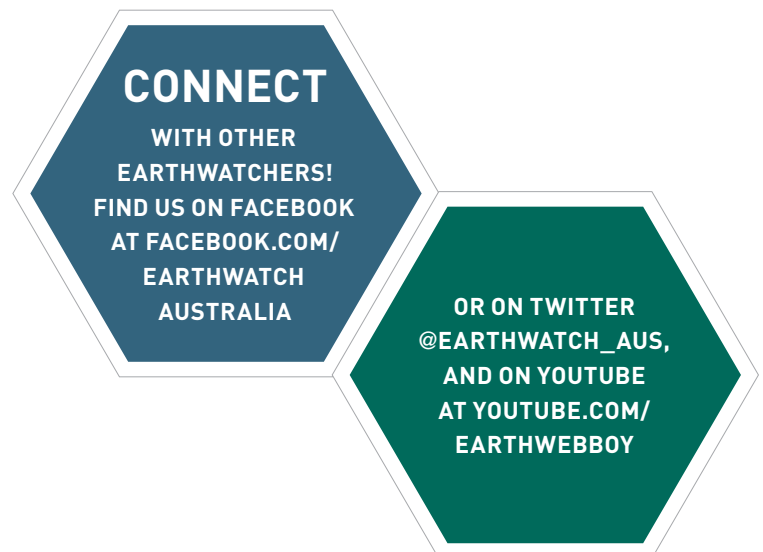 CONNECT
WITH OTHER
EARTHWATCHERS!
FIND US ON FACEBOOK
AT FACEBOOK.COM/
EARTHWATCH
AUSTRALIA
OR ON TWITTER
@EARTHWATCH_AUS,
AND ON YOUTUBE
AT YOUTUBE.COM/
EARTHWEBBOY